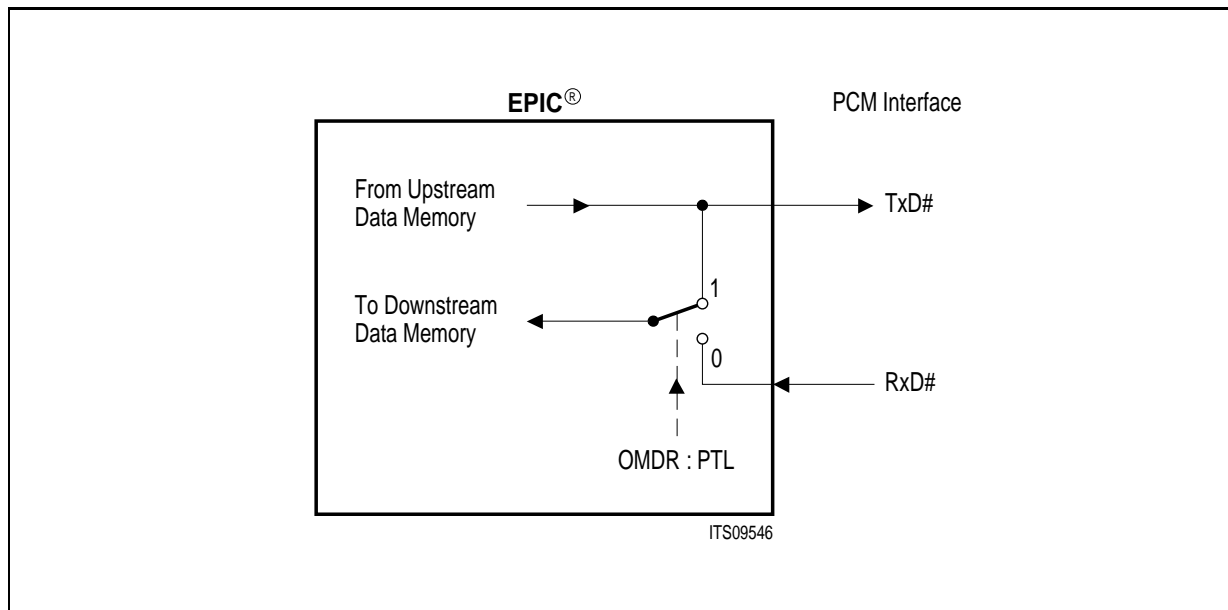 EPIC®
PCM Interface
From Upstream
Data Memory
TxD#
1
To Downstream
Data Memory
0
RxD#
OMDR : PTL
ITS09546